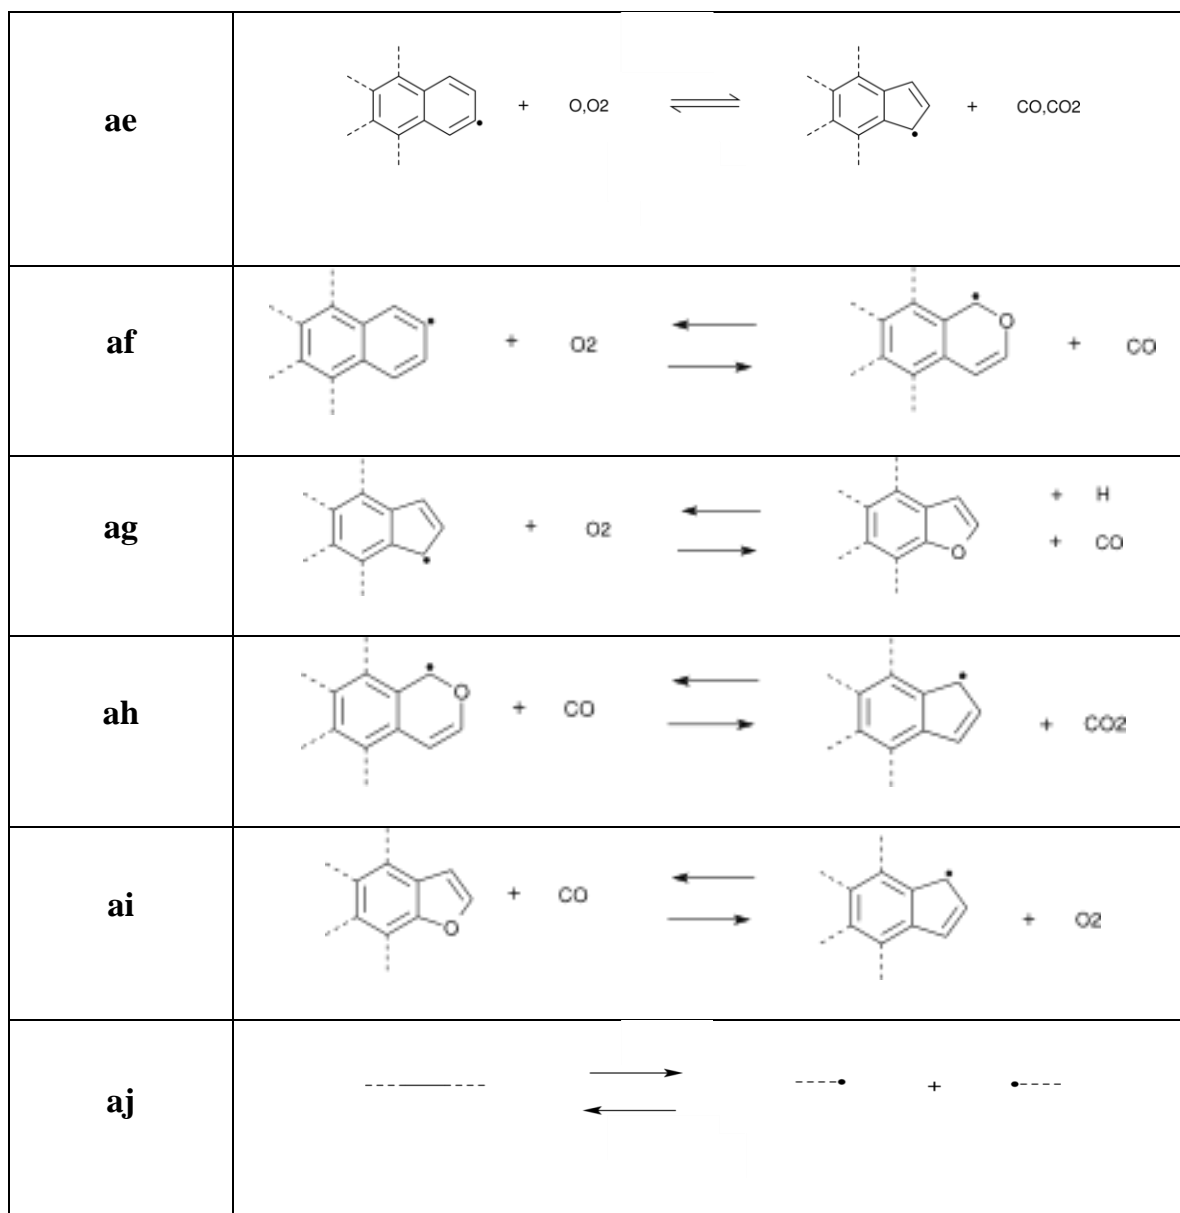 ae + O,O2 + CO,CO2
af + O2 O + CO
ag + O2 O + H
+ CO
ah O + CO + CO2
ai O + CO + O2
aj +